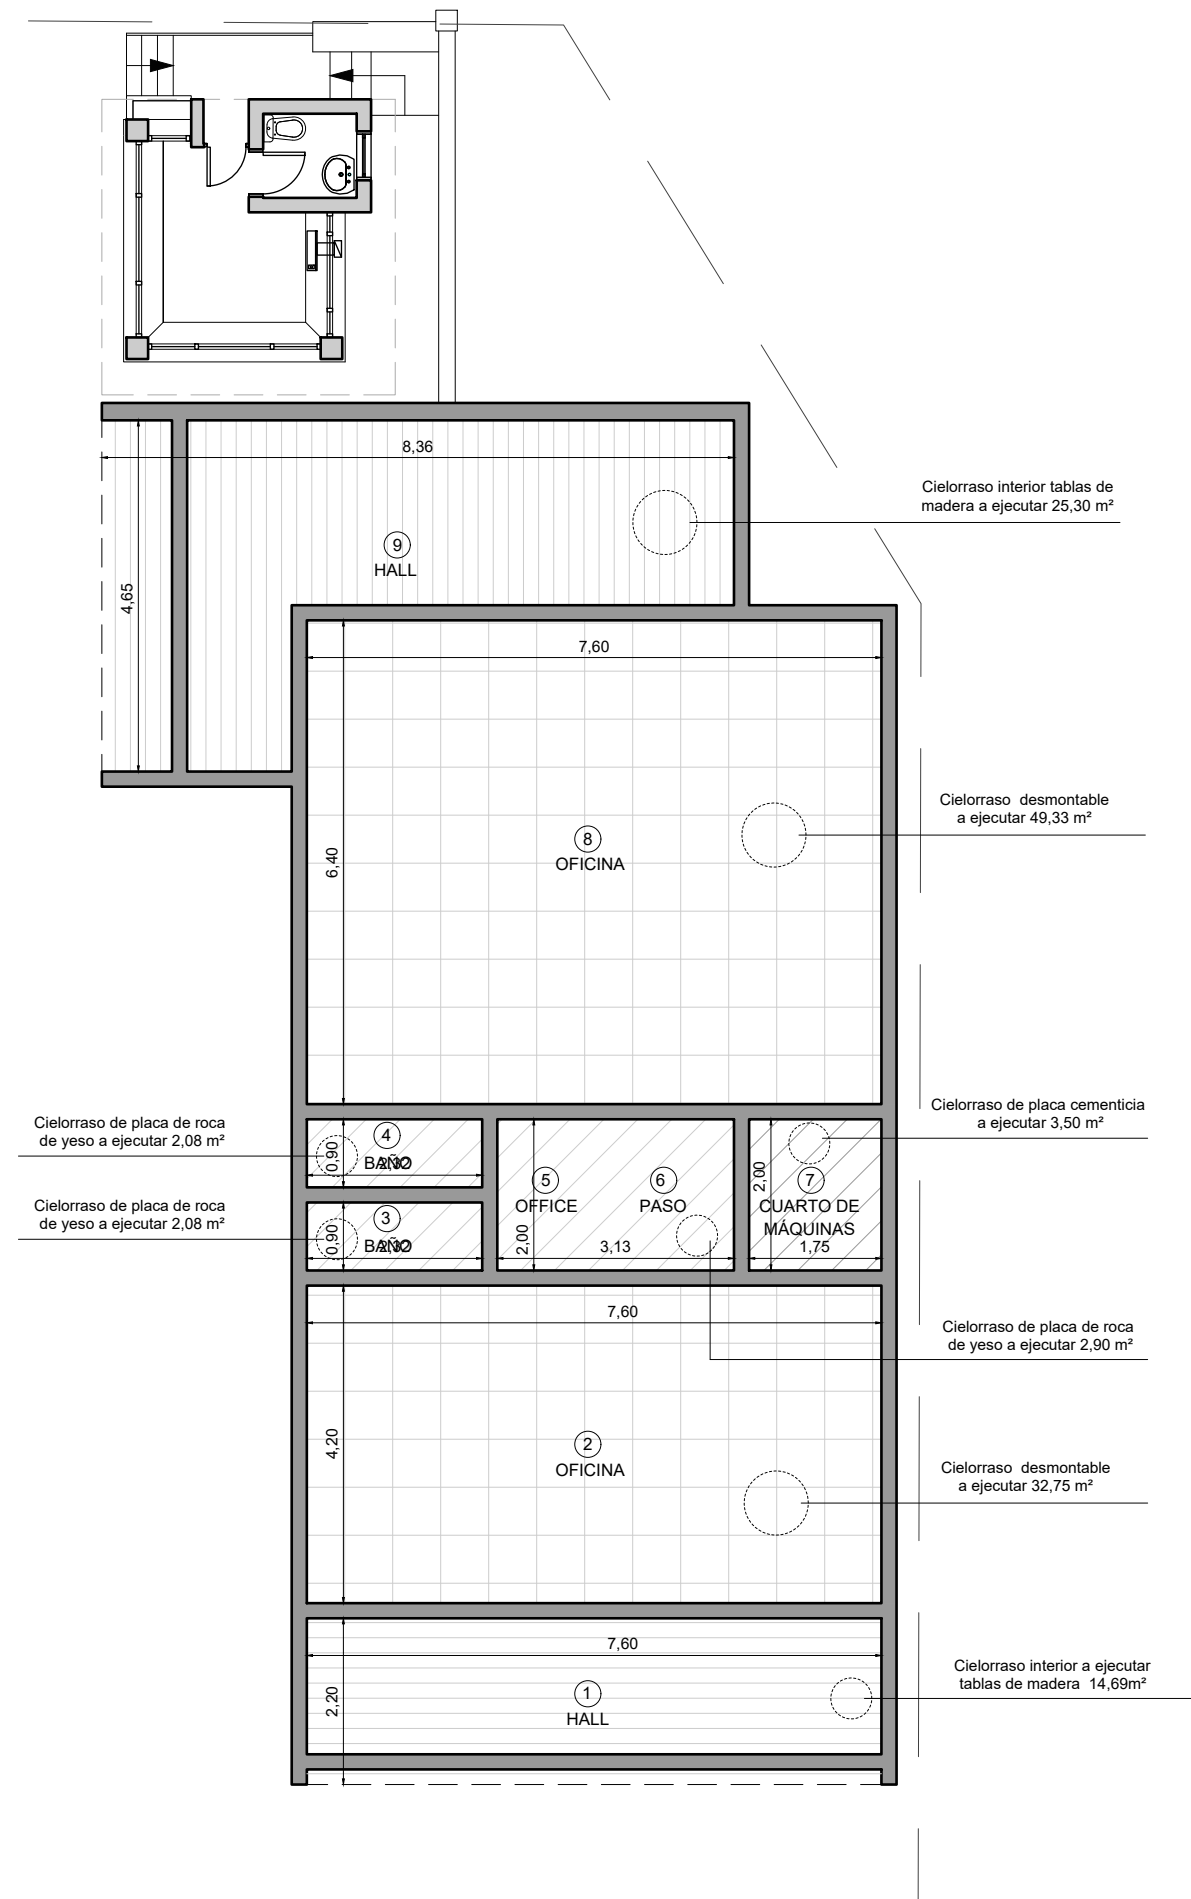 8,36
Cielorraso interior tablas de
madera a ejecutar 25,30 m²
9
HALL
4,65
7,60
Cielorraso desmontable
a ejecutar 49,33 m²
8
OFICINA
6,40
Cielorraso de placa cementicia
a ejecutar 3,50 m²
Cielorraso de placa de roca
de yeso a ejecutar 2,08 m²
4
BAÑO
2,32
0,90
5
OFFICE
6
PASO
2,00
3,13
7
CUARTO DE
MÁQUINAS
1,75
2,00
Cielorraso de placa de roca
de yeso a ejecutar 2,08 m²
3
BAÑO
2,32
0,90
7,60
Cielorraso de placa de roca
de yeso a ejecutar 2,90 m²
4,20
2
OFICINA
Cielorraso desmontable
a ejecutar 32,75 m²
7,60
Cielorraso interior a ejecutar
tablas de madera 14,69m²
2,20
1
HALL